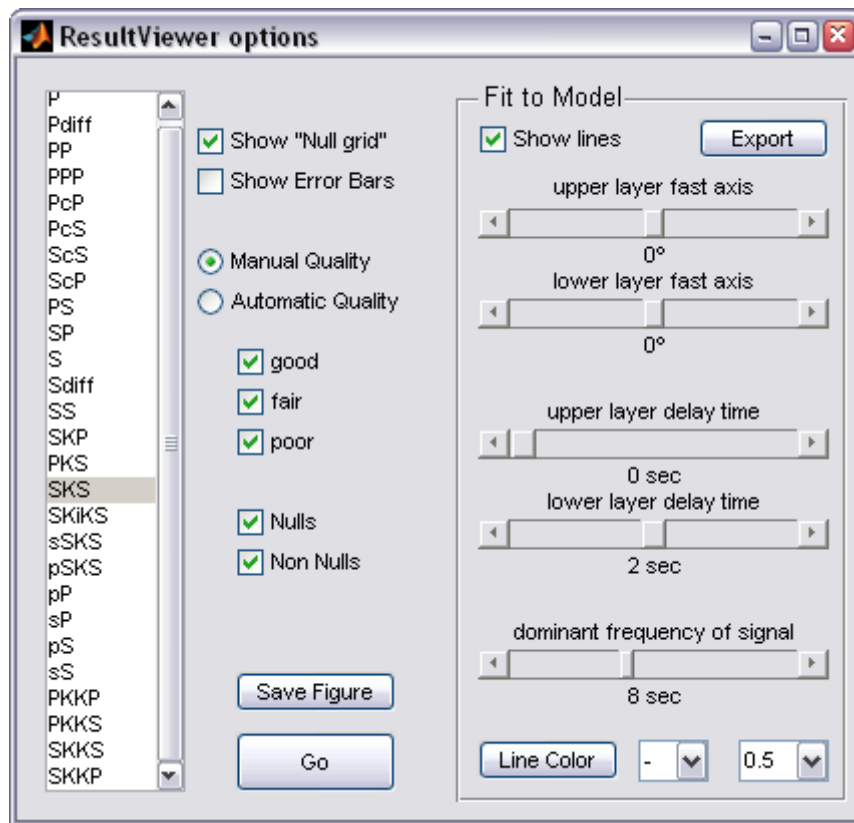 ResultViewer options
P
Pdiff
PP
PPP
PcP
PcS
ScS
ScP
PS
SP
S
Sdiff
SS
SKP
PKS
SKS
SKiKS
sSKS
pSKS
pP
sP
pS
sS
PKKP
PKKS
SKKS
SKKP
Show "Null grid"
Show Error Bars
Manual Quality
Automatic Quality
good
fair
poor
Nulls
Non Nulls
Save Figure
Go
Fit to Model
Show lines
Export
upper layer fast axis
0°
lower layer fast axis
0°
upper layer delay time
0 sec
lower layer delay time
2 sec
dominant frequency of signal
8 sec
Line Color
-
0.5